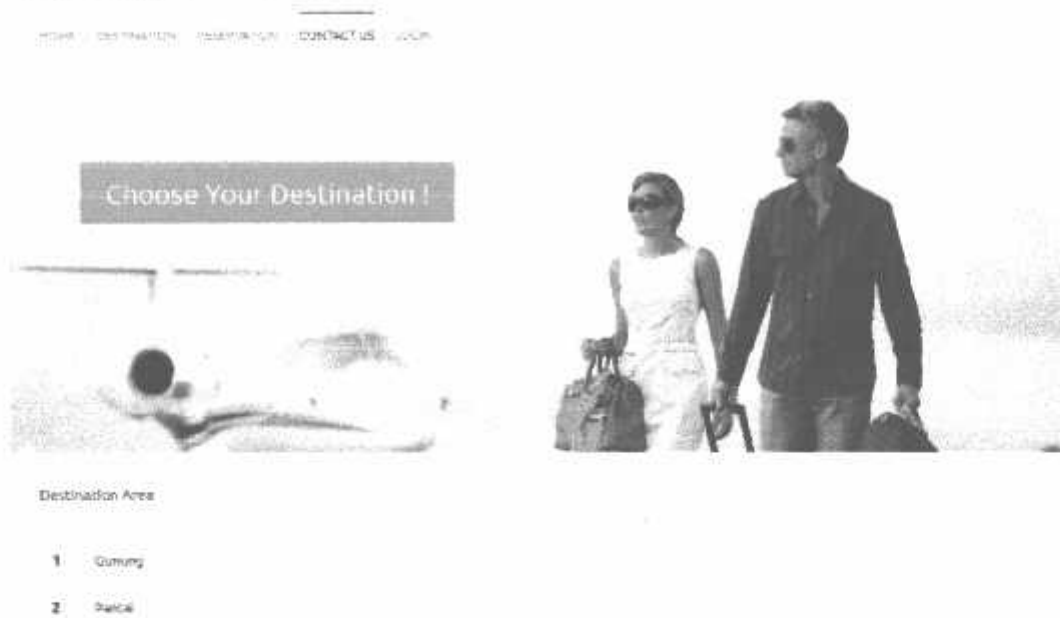 HOME DESTINATION RESERVATION CONTACT US LOGIN
Choose Your Destination !
Destination Area
1 Gunung
2 Pantai